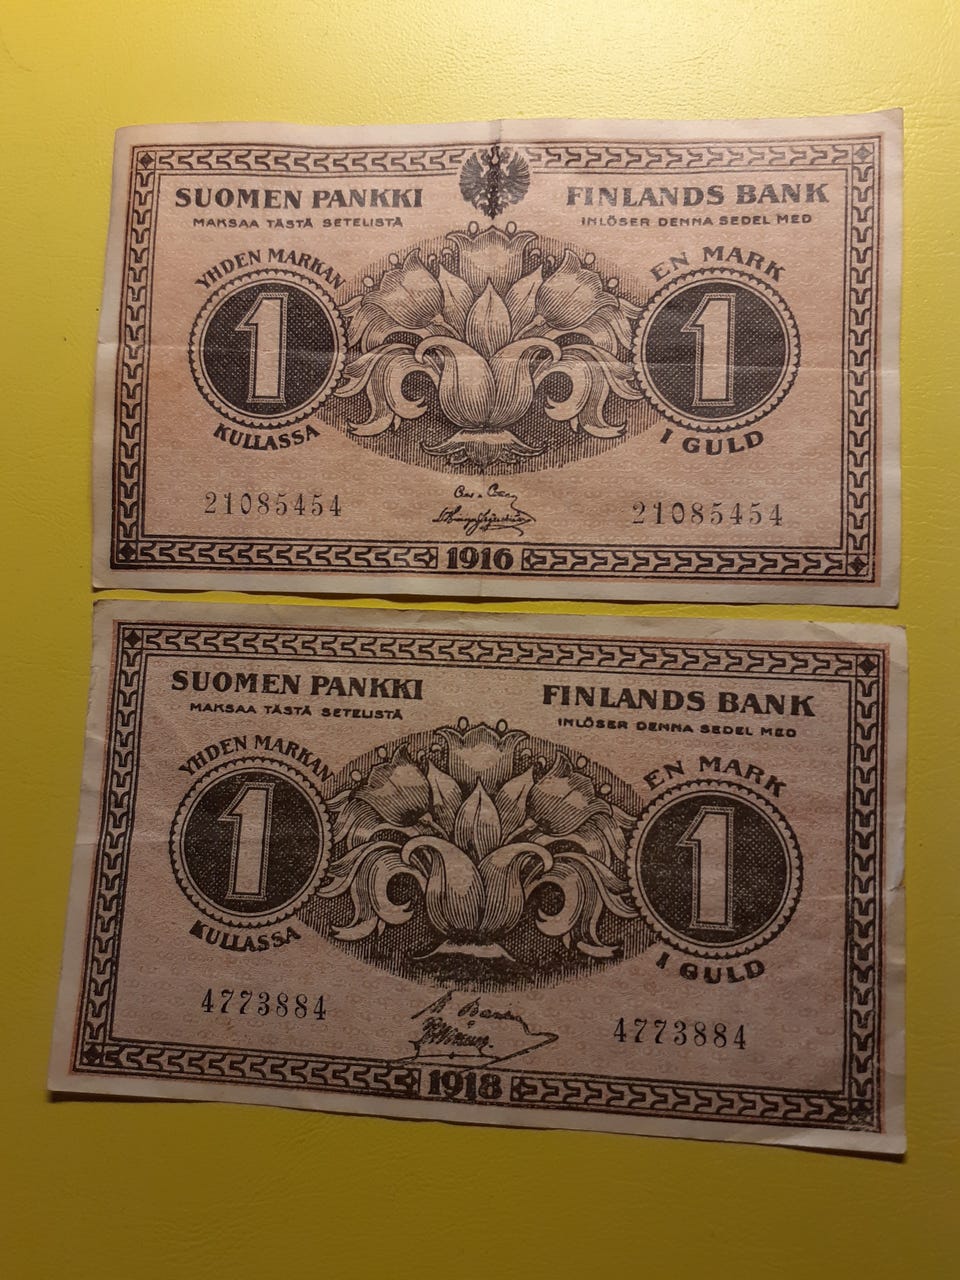 SUOMEN PANKKI FINLANDS BANK
MAKSAA TÄSTÄ SETELISTÄ INLÖSER DENNA SEDEL MED
YHDEN MARKAN EN MARK
1 1
KULLASSA I GULD
21085454 21085454
1916
SUOMEN PANKKI FINLANDS BANK
MAKSAA TÄSTÄ SETELISTÄ INLÖSER DENNA SEDEL MED
YHDEN MARKAN EN MARK
1 1
KULLASSA I GULD
4773884 4773884
1918